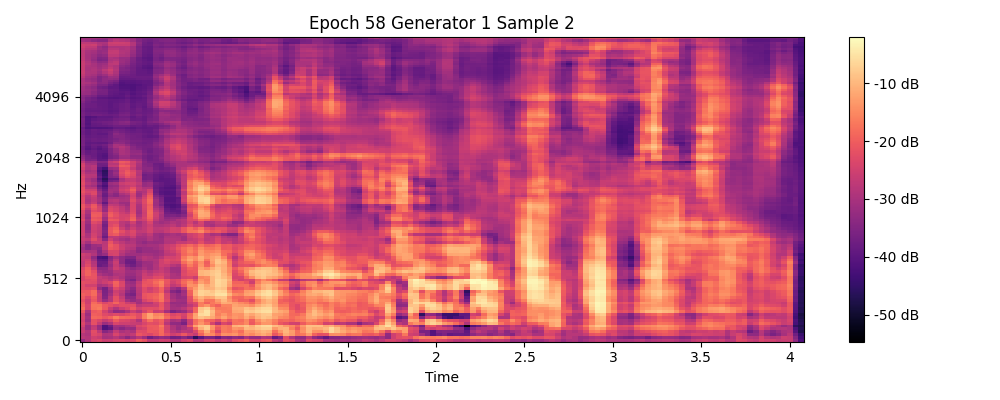 Epoch 58 Generator 1 Sample 2
Hz
4096
2048
1024
512
0
0 0.5 1 1.5 2 2.5 3 3.5 4
Time
-10 dB
-20 dB
-30 dB
-40 dB
-50 dB